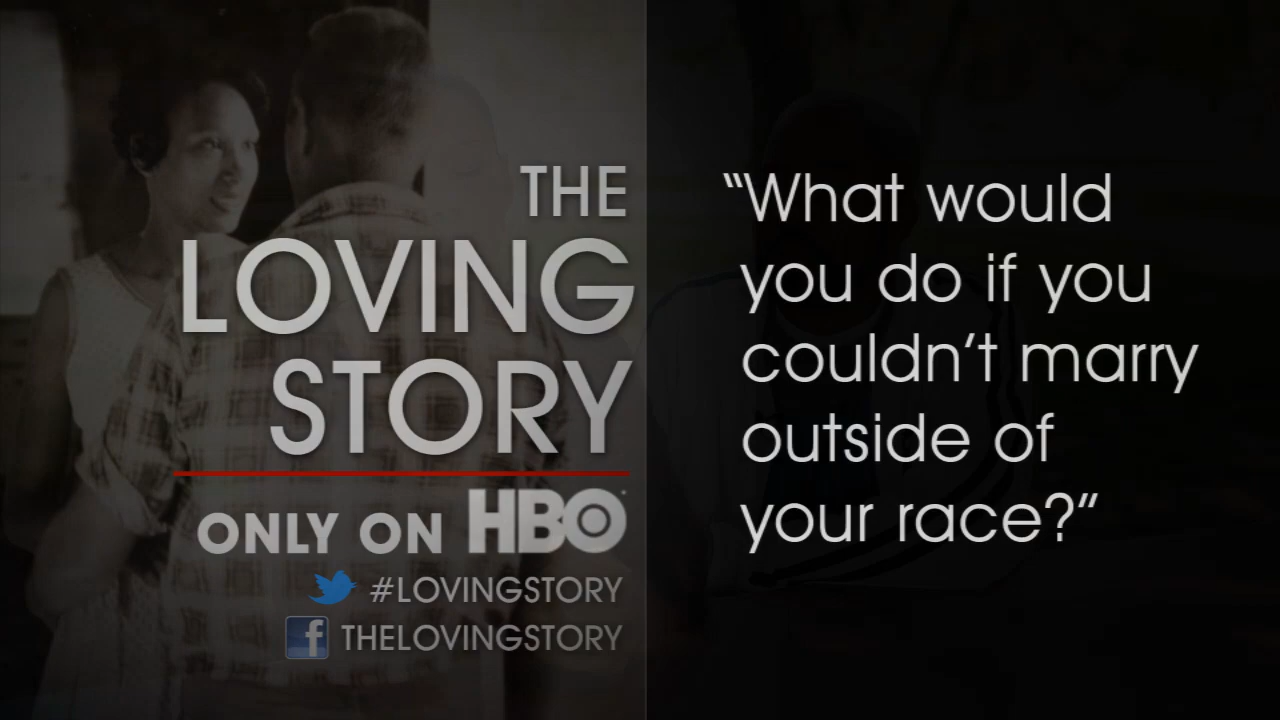 THE
LOVING
STORY
ONLY ON HBO
#LOVINGSTORY
f THELOVINGSTORY
“What would
you do if you
couldn’t marry
outside of
your race?“